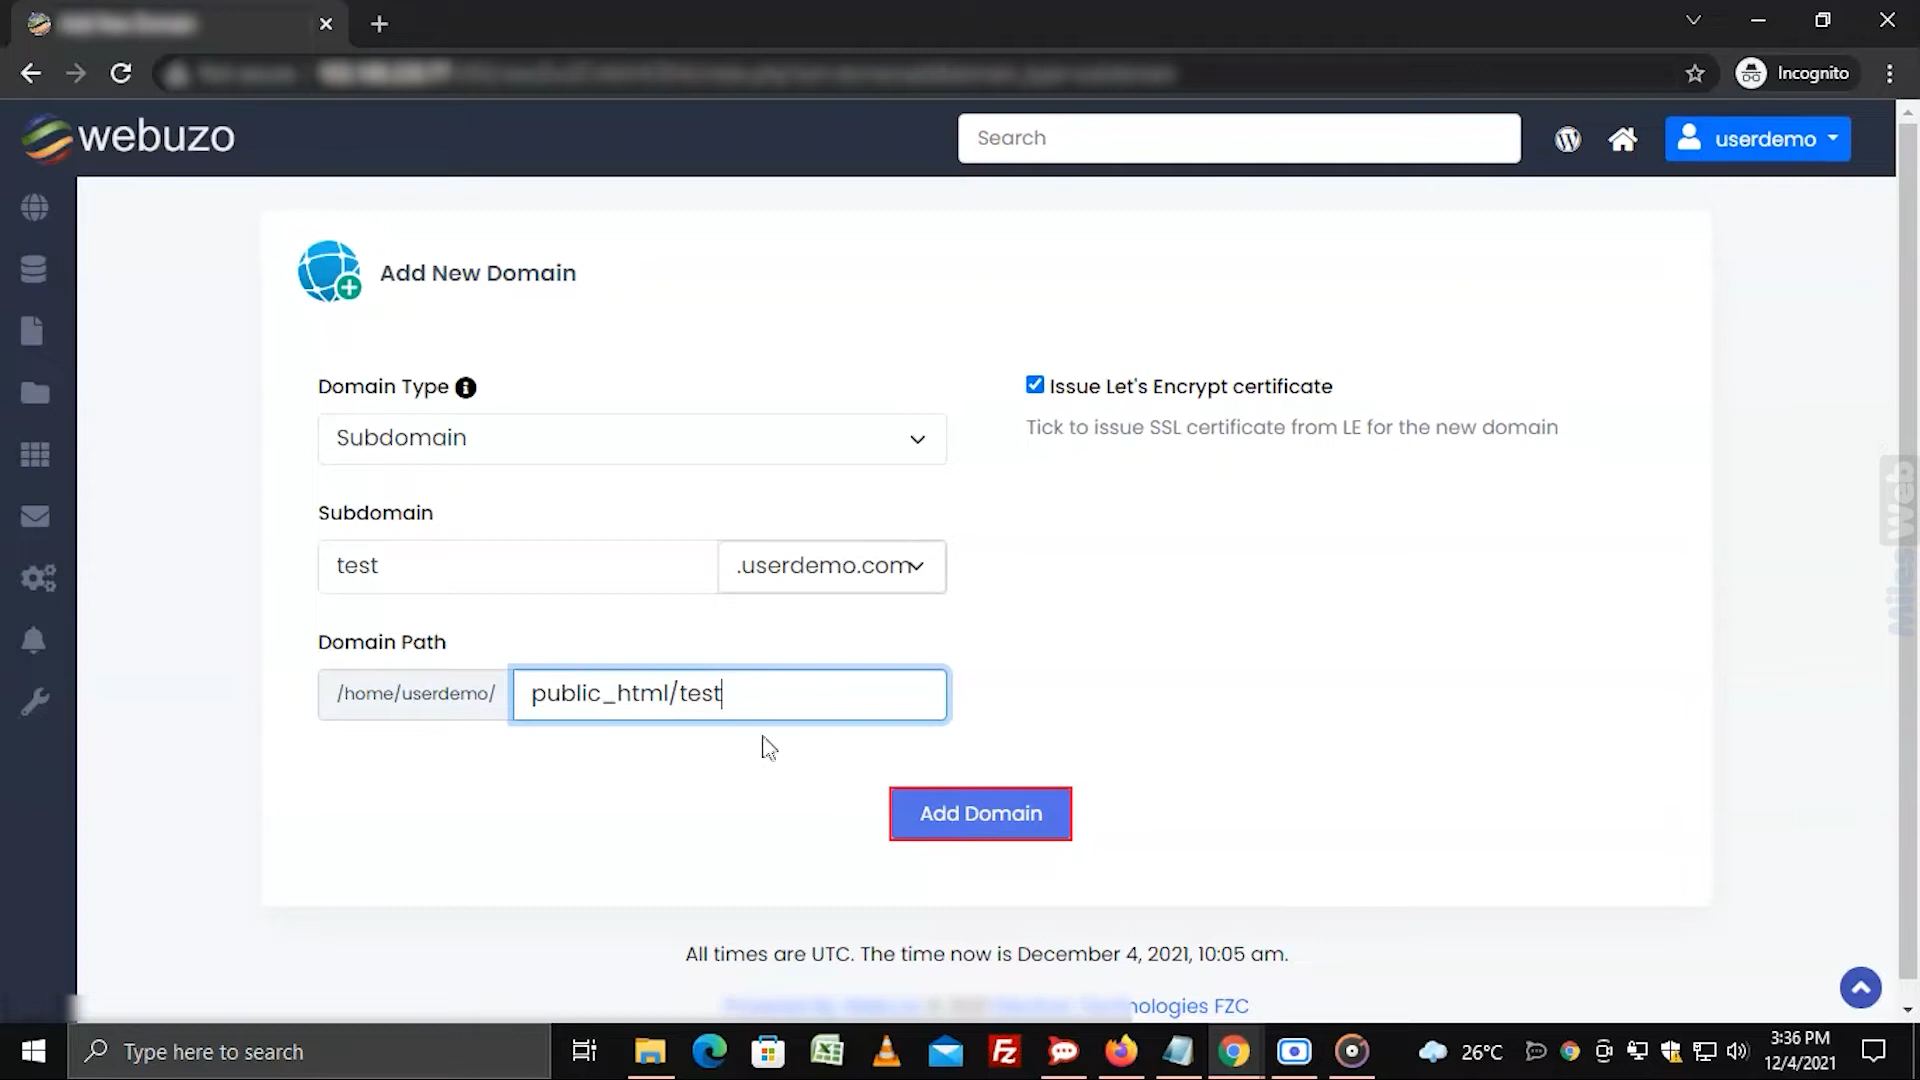 Incognito
webuzo
Search
userdemo
Add New Domain
Domain Type
Issue Let's Encrypt certificate
Subdomain
Tick to issue SSL certificate from LE for the new domain
Subdomain
test
.userdemo.com
Domain Path
/home/userdemo/
public_html/test
Add Domain
MilesWeb
All times are UTC. The time now is December 4, 2021, 10:05 am.
nologies FZC
Type here to search
26°C
3:36 PM
12/4/2021